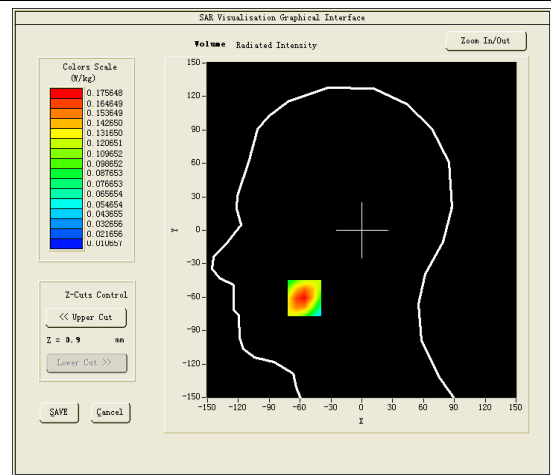 SAR Visualisation Graphical Interface
Volume Radiated Intensity
Zoom In/Out
Colors Scale
(W/kg)
0.175648
0.164649
0.153649
0.142650
0.131650
0.120651
0.109652
0.098652
0.087653
0.076653
0.065654
0.054654
0.043655
0.032656
0.021656
0.010657
Z-Cuts Control
<< Upper Cut
Z = 0.9 mm
Lower Cut >>
SAVE Cancel
150
120
90
60
30
0
-30
-60
-90
-120
-150
Y
-150 -120 -90 -60 -30 0 30 60 90 120 150
X